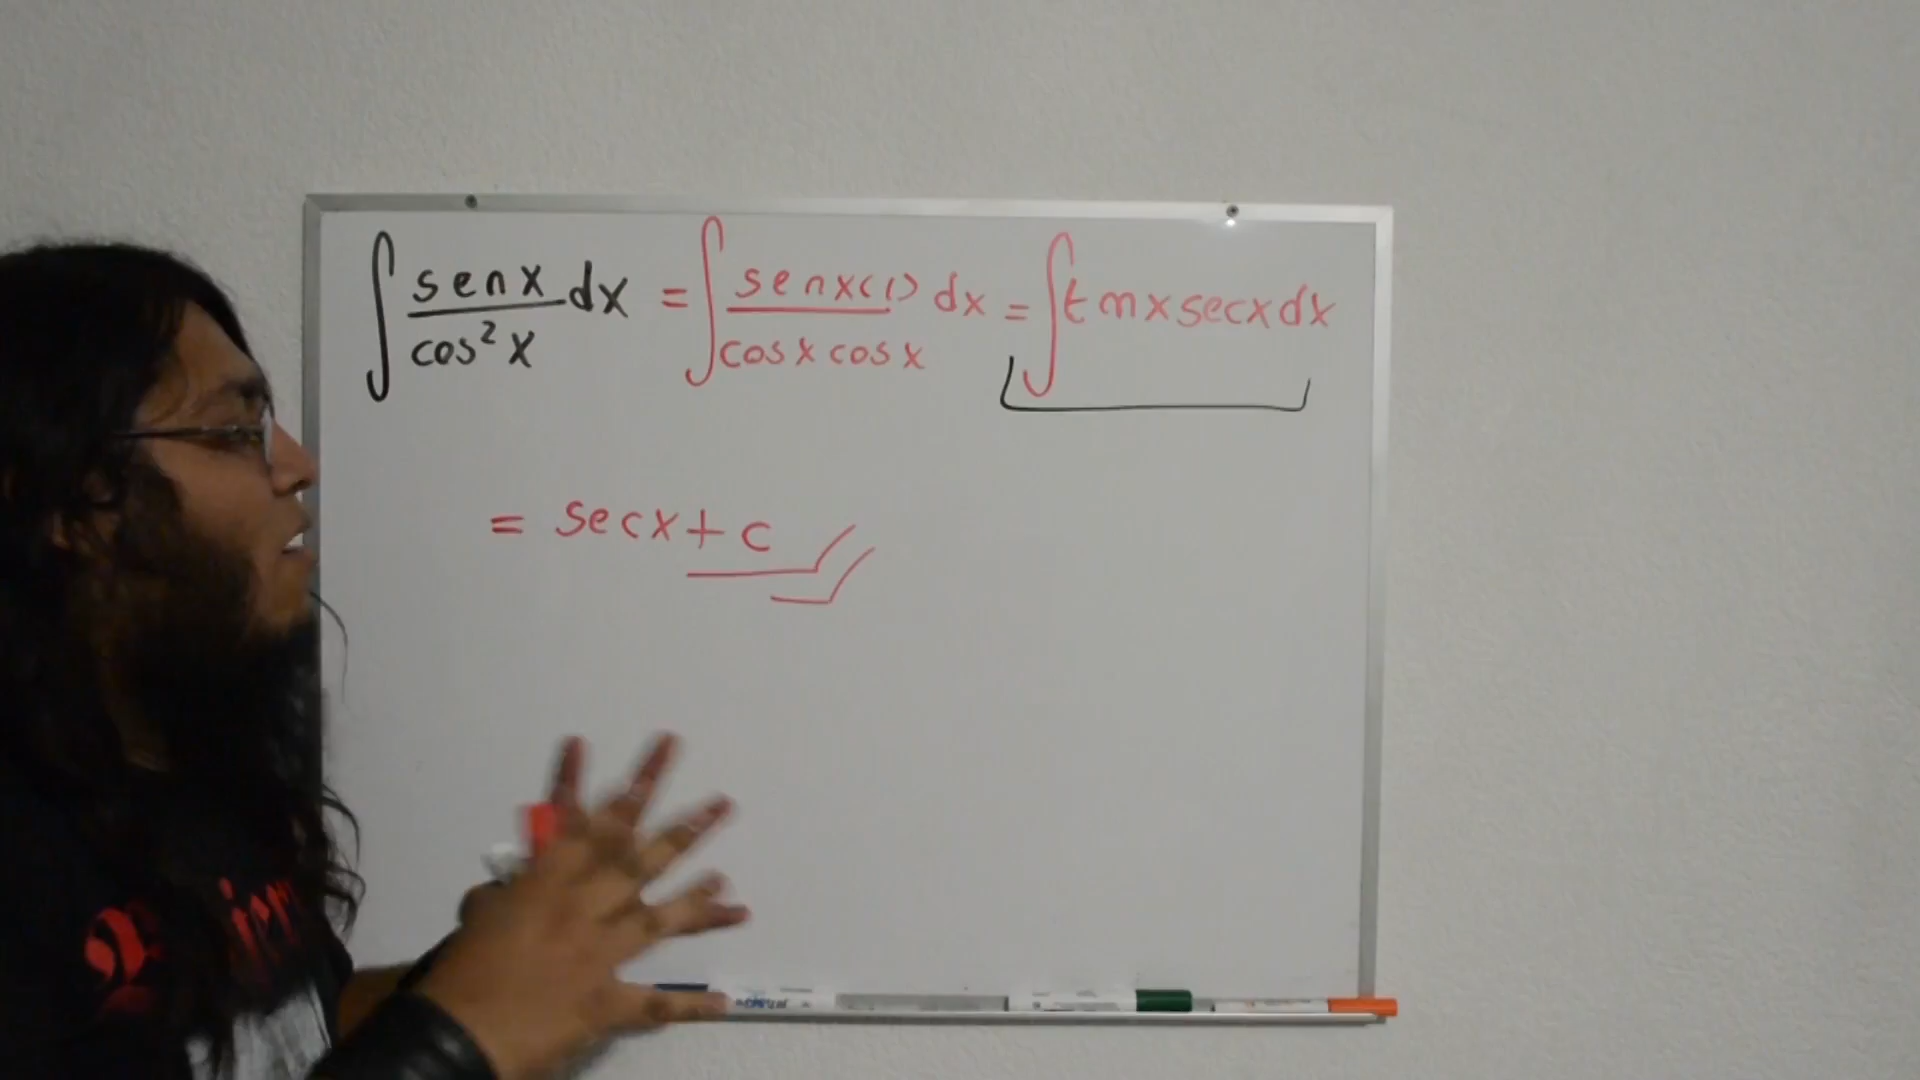 ∫ senx/cos²x dx = ∫ senx(1)/cosx cosx dx = ∫ tanx secx dx
= secx + c